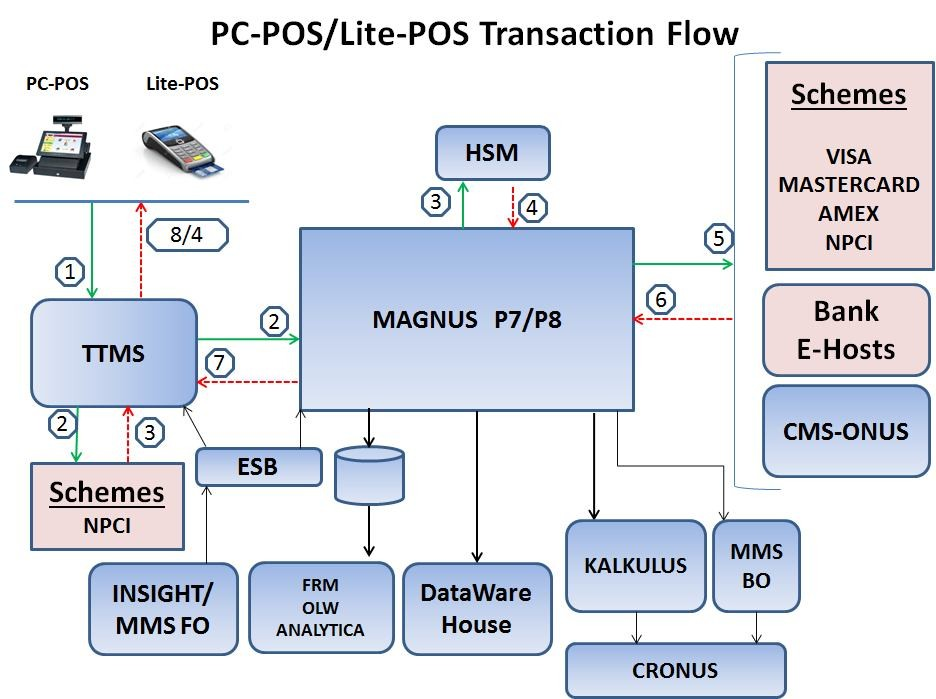 PC-POS/Lite-POS Transaction Flow
PC-POS
Lite-POS
Schemes
VISA
MASTERCARD
AMEX
NPCI
HSM
3
4
8/4
5
1
6
Bank
E-Hosts
2
MAGNUS P7/P8
TTMS
7
CMS-ONUS
2
3
ESB
Schemes
NPCI
KALKULUS
MMS
BO
INSIGHT/
MMS FO
FRM
OLW
ANALYTICA
DataWare
House
CRONUS